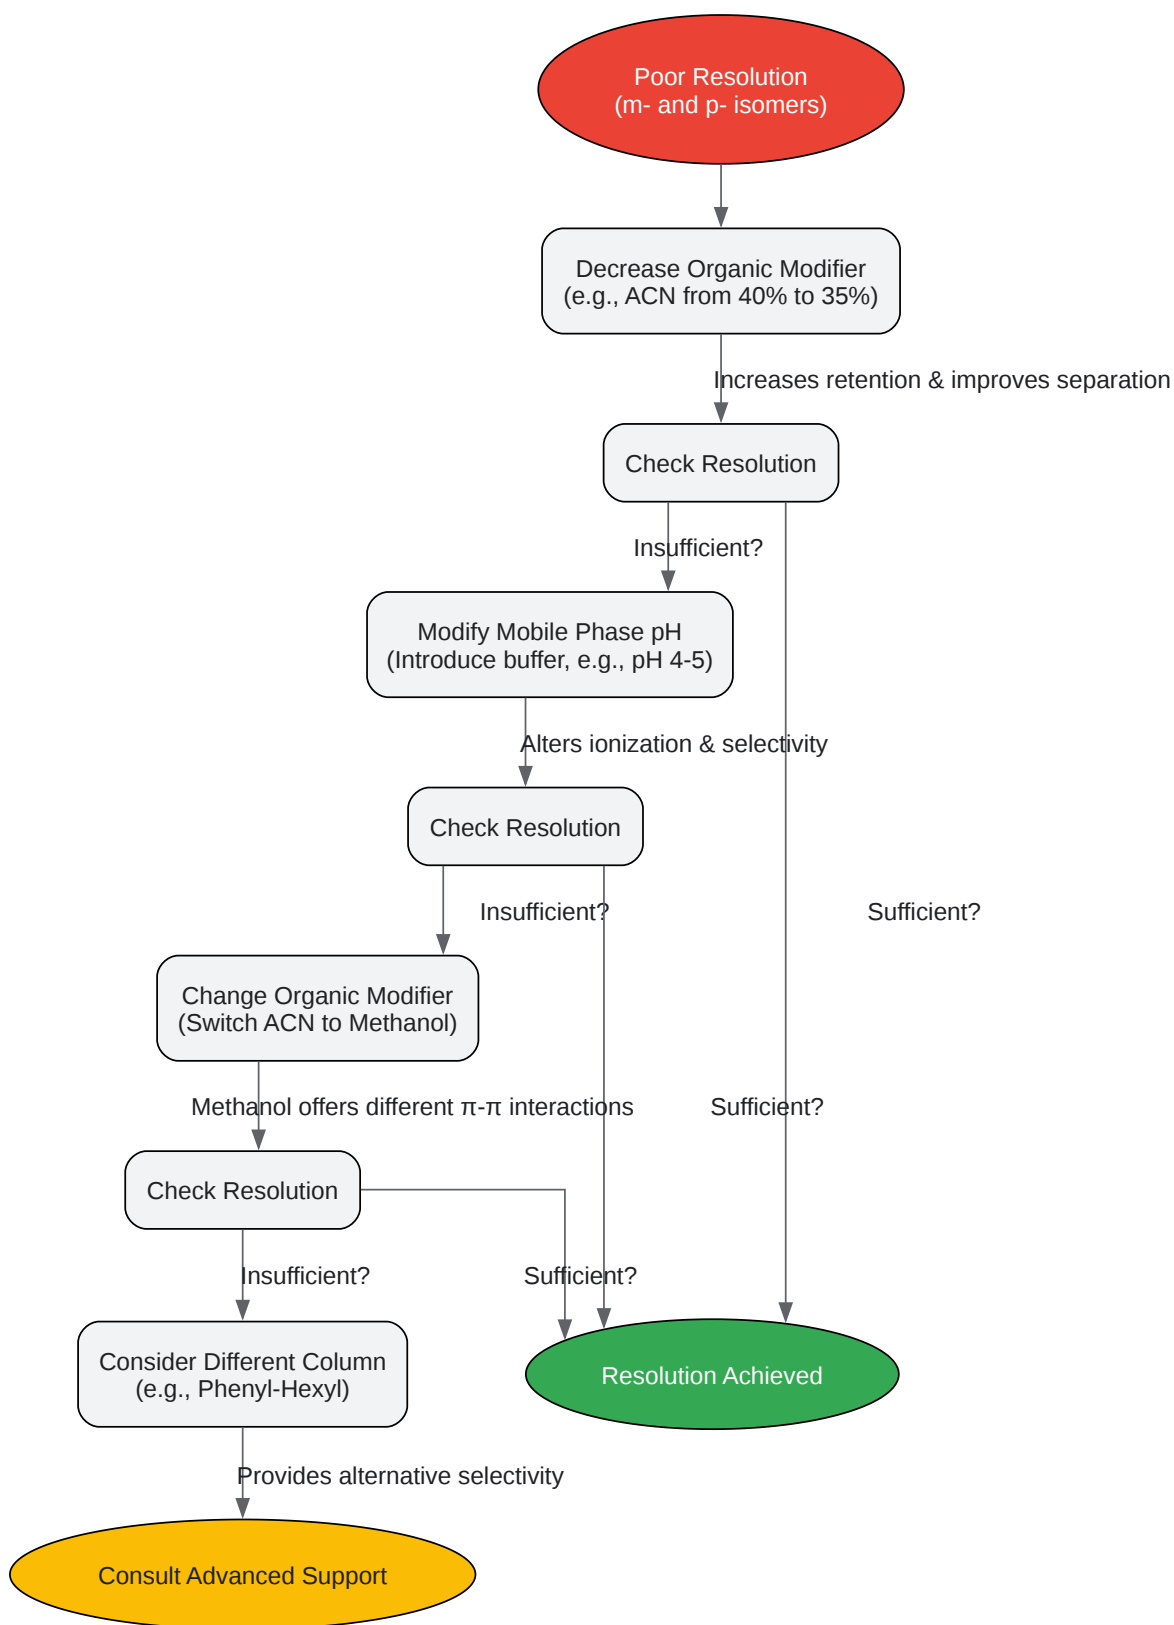 Poor Resolution
(m- and p- isomers)
Decrease Organic Modifier
(e.g., ACN from 40% to 35%)
Increases retention & improves separation
Check Resolution
Insufficient?
Modify Mobile Phase pH
(Introduce buffer, e.g., pH 4-5)
Alters ionization & selectivity
Check Resolution
Insufficient?
Sufficient?
Change Organic Modifier
(Switch ACN to Methanol)
Methanol offers different π-π interactions
Sufficient?
Check Resolution
Insufficient?
Sufficient?
Consider Different Column
(e.g., Phenyl-Hexyl)
Resolution Achieved
Provides alternative selectivity
Consult Advanced Support